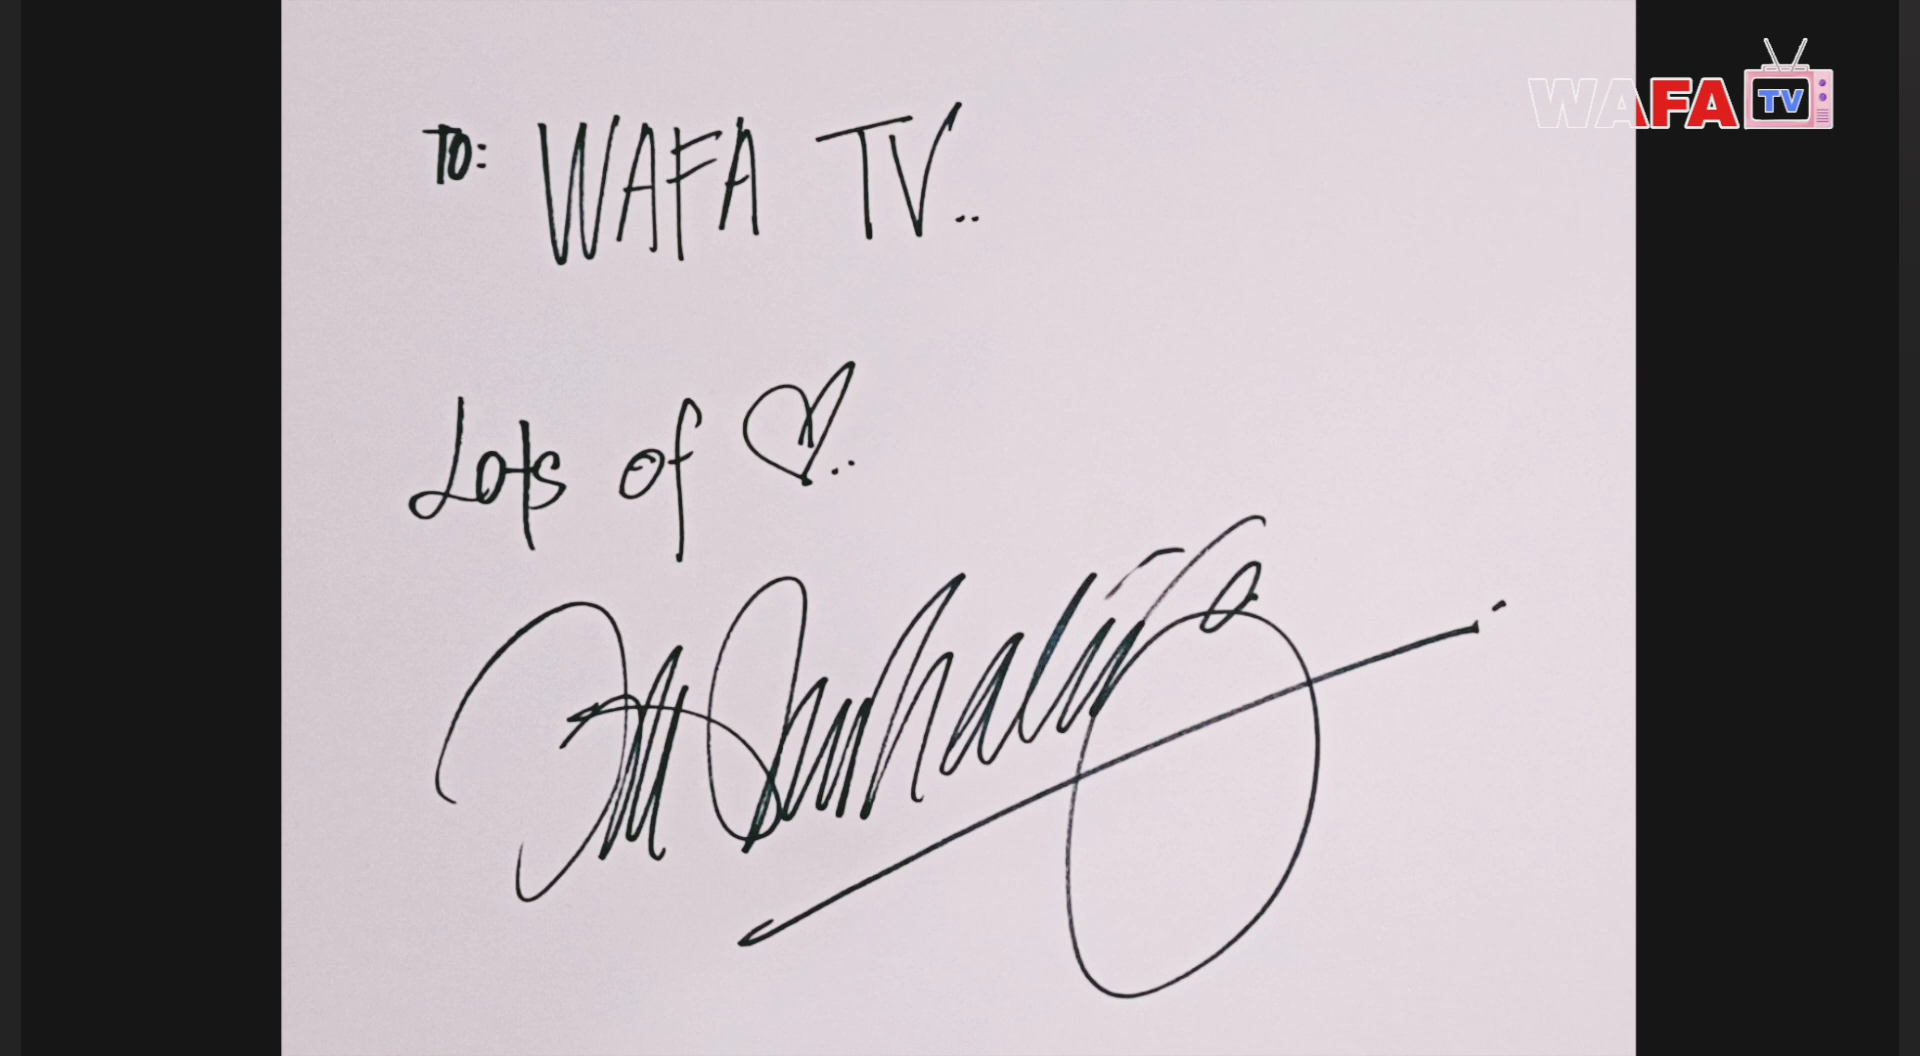 WAFA TV
TO: WAFA TV..
Lots of ♡..